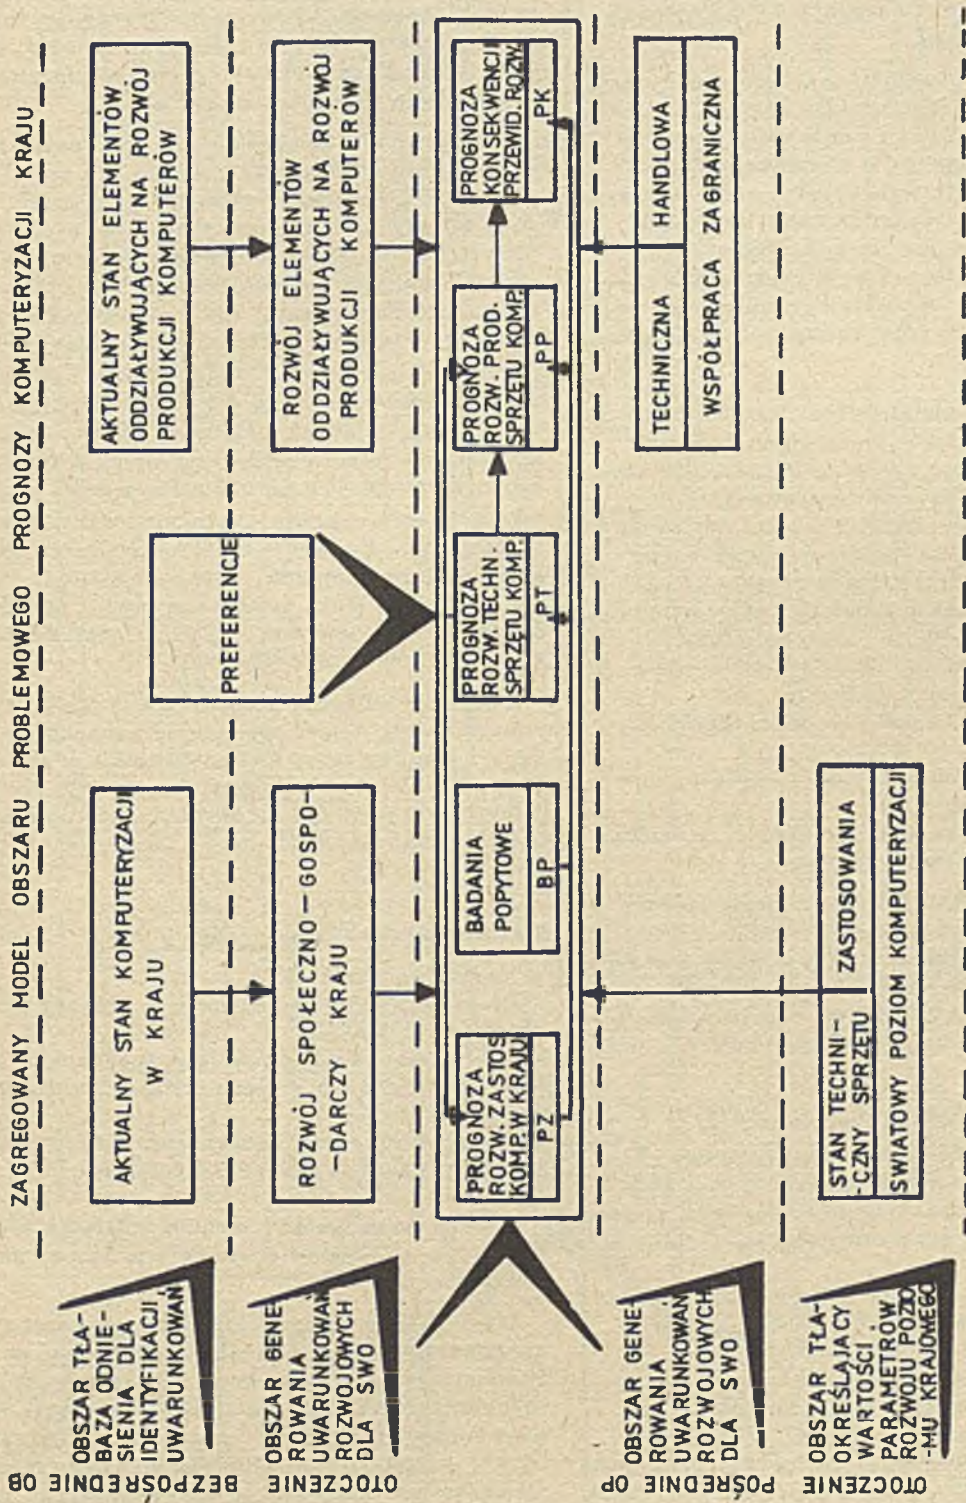 ZAGREGOWANY MODEL OBSZARU PROBLEMOWEGO PROGNOZY KOMPUTERYZACJI KRAJU
OBSZAR TŁA-
BAZA ODNIE-
SIENIA DLA
IDENTYFIKACJI
UWARUNKOWAŃ
AKTUALNY STAN KOMPUTERYZACJI
W KRAJU
AKTUALNY STAN ELEMENTÓW
ODDZIAŁYWUJĄCYCH NA ROZWÓJ
PRODUKCJI KOMPUTERÓW
PREFERENCJE
OBSZAR GENE
ROWANIA
UWARUNKOWAŃ
ROZWOJOWYCH
DLA SWO
ROZWÓJ SPOŁECZNO-GOSPO-
-DARCZY KRAJU
ROZWÓJ ELEMENTÓW
ODDZIAŁYWUJĄCYCH NA ROZWÓJ
PRODUKCJI KOMPUTERÓW
OTOCZENIE BEZPOŚREDNIE OB
PROGNOZA
ROZW. ZASTOS
KOMP. W KRAJU
PZ
BADANIA
POPYTOWE
BP
PROGNOZA
ROZW. TECHN.
SPRZĘTU KOMP.
PT
PROGNOZA
ROZW. PROD.
SPRZĘTU KOMP.
PP
PROGNOZA
KONSEKWENCJI
PRZEWID. ROZW.
PK
OBSZAR GENE
ROWANIA
UWARUNKOWAŃ
ROZWOJOWYCH
DLA SWO
TECHNICZNA HANDLOWA
WSPÓŁPRACA ZAGRANICZNA
OBSZAR TŁA-
OKREŚLAJACY
WARTOŚCI
PARAMETROW
ROZWOJU POZIO
-MU KRAJOWEGO
STAN TECHNI-
-CZNY SPRZĘTU
ZASTOSOWANIA
SWIATOWY POZIOM KOMPUTERYZACJI
OTOCZENIE POŚREDNIE OP